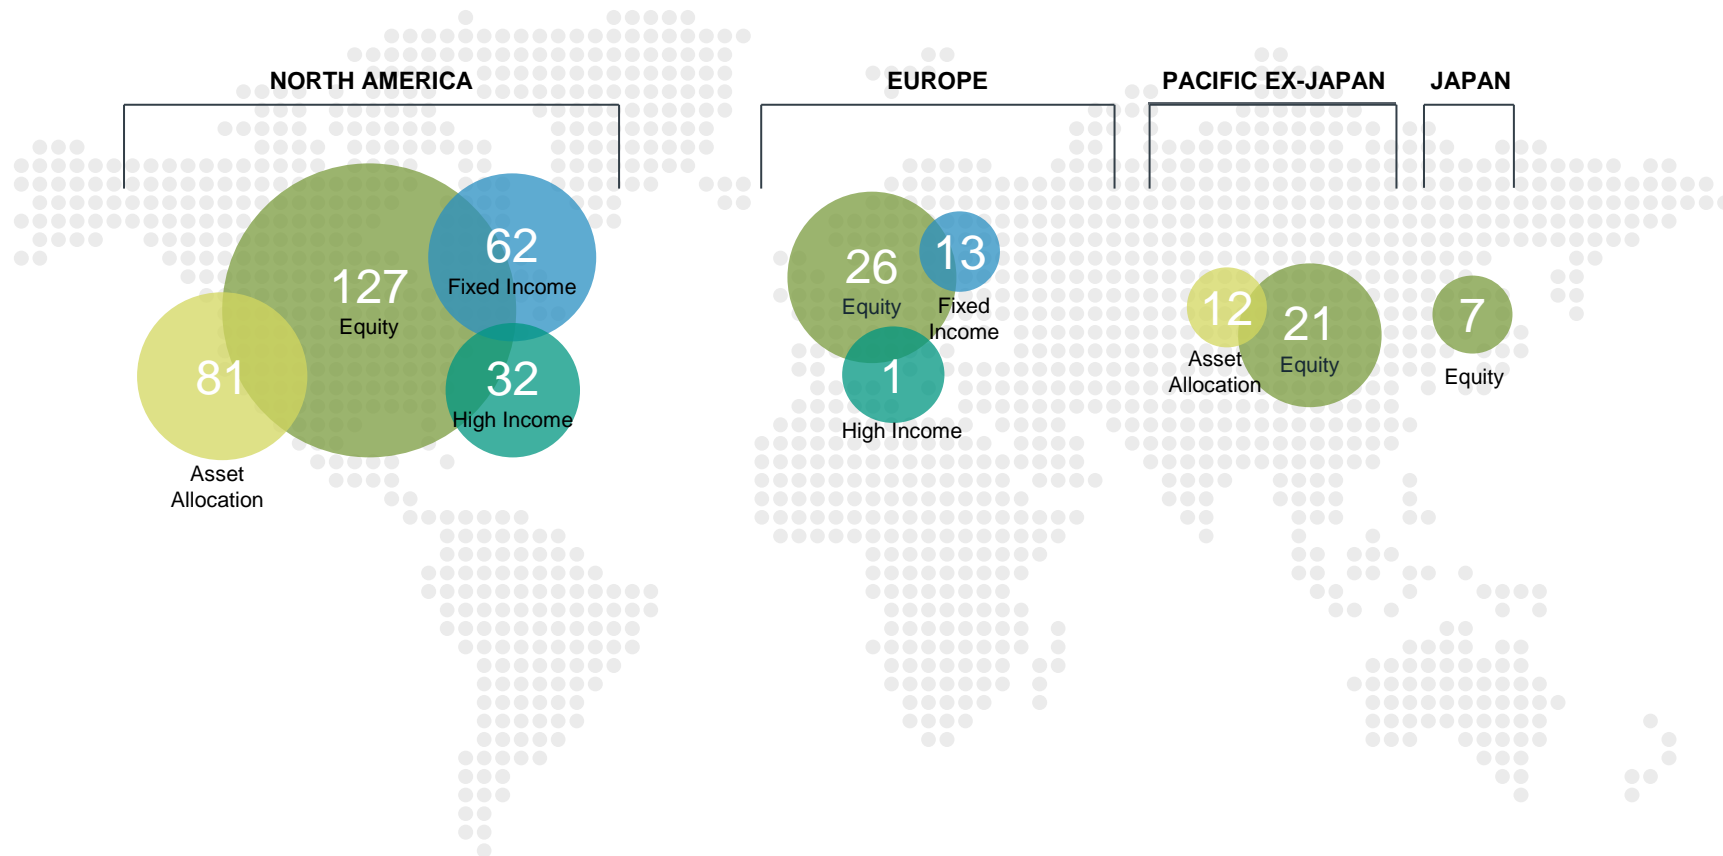 NORTH AMERICA
127
Equity
62
Fixed Income
81
Asset
Allocation
32
High Income
EUROPE
26
Equity
13
Fixed
Income
1
High Income
PACIFIC EX-JAPAN
12
Asset
Allocation
21
Equity
JAPAN
7
Equity